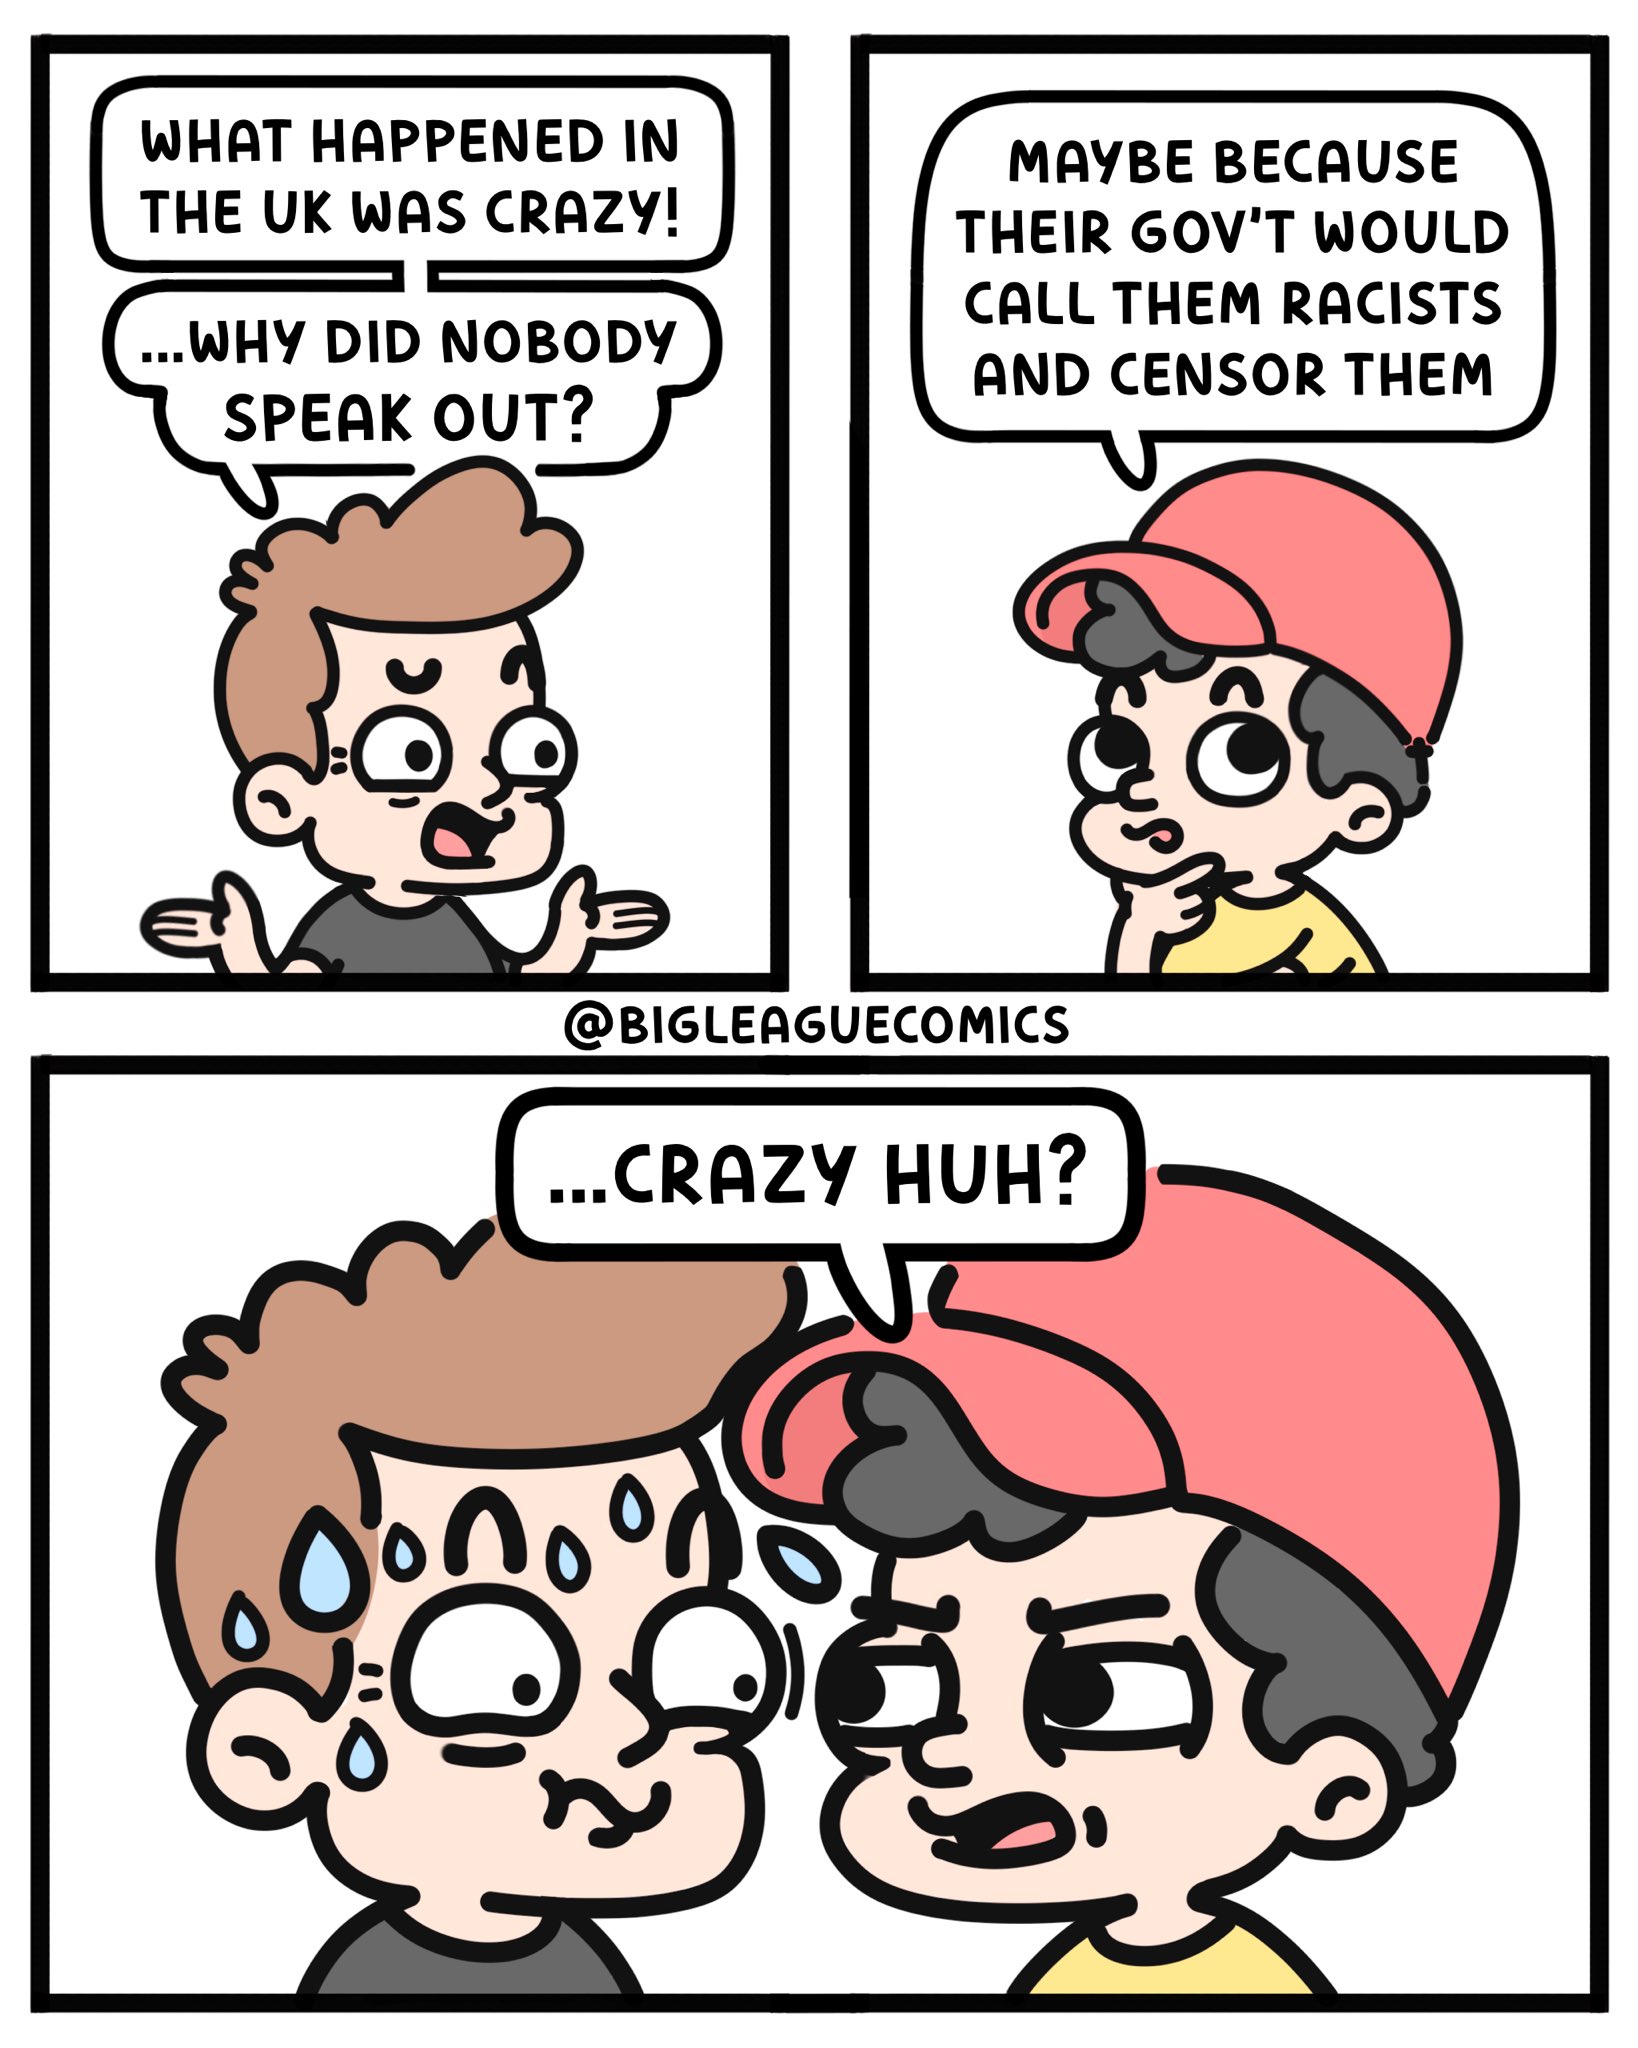 WHAT HAPPENED IN
THE UK WAS CRAZY!
...WHY DID NOBODY
SPEAK OUT?
MAYBE BECAUSE
THEIR GOV'T WOULD
CALL THEM RACISTS
AND CENSOR THEM
@BIGLEAGUECOMICS
...CRAZY HUH?